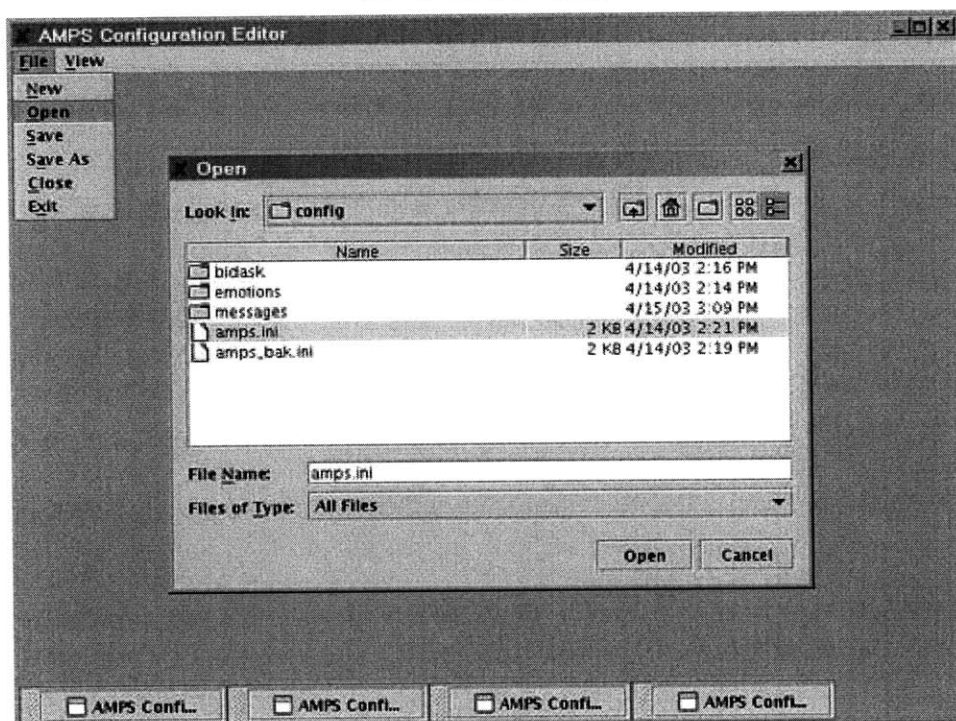 AMPS Configuration Editor
File View
New
Open
Save
Save As
Close
Exit
Open
Look In: config
Name Size Modified
bidask 4/14/03 2:16 PM
emotions 4/14/03 2:14 PM
messages 4/15/03 3:09 PM
amps.ini 2 KB 4/14/03 2:21 PM
amps_bak.ini 2 KB 4/14/03 2:19 PM
File Name: amps.ini
Files of Type: All Files
Open Cancel
AMPS Confi... AMPS Confi... AMPS Confi... AMPS Confi...